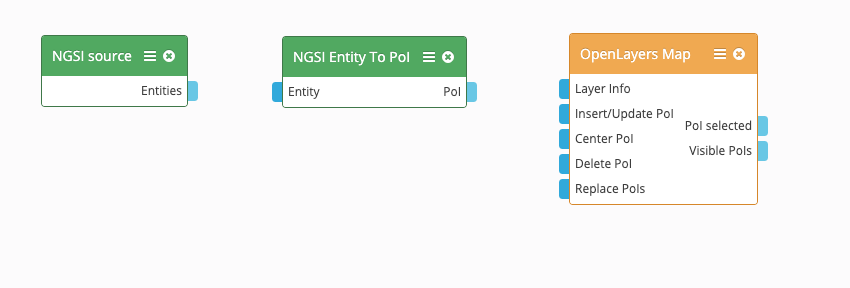 NGSI source
Entities
NGSI Entity To PoI
Entity
PoI
OpenLayers Map
Layer Info
Insert/Update PoI
Center PoI
Delete PoI
Replace PoIs
PoI selected
Visible PoIs